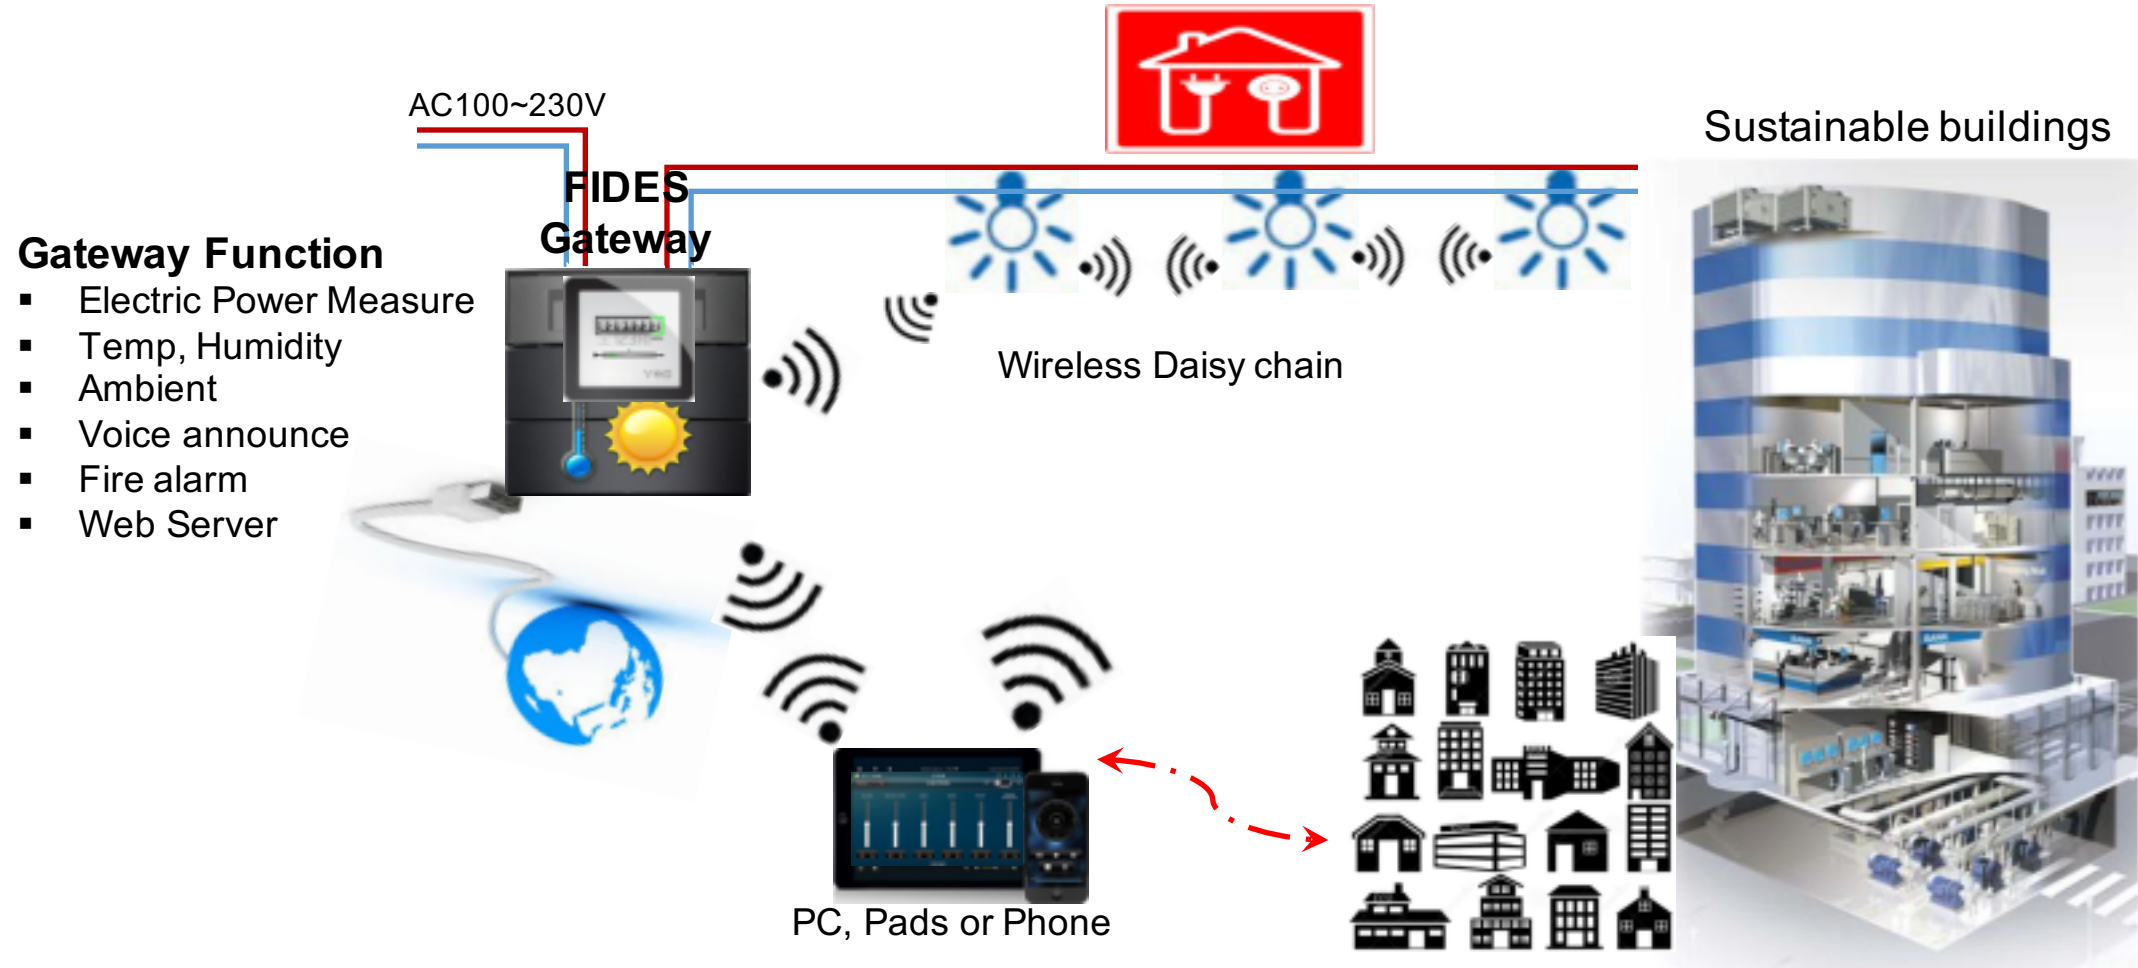 AC100~230V
Sustainable buildings
FIDES
Gateway
Gateway Function
▪ Electric Power Measure
▪ Temp, Humidity
▪ Ambient
▪ Voice announce
▪ Fire alarm
▪ Web Server
Wireless Daisy chain
PC, Pads or Phone